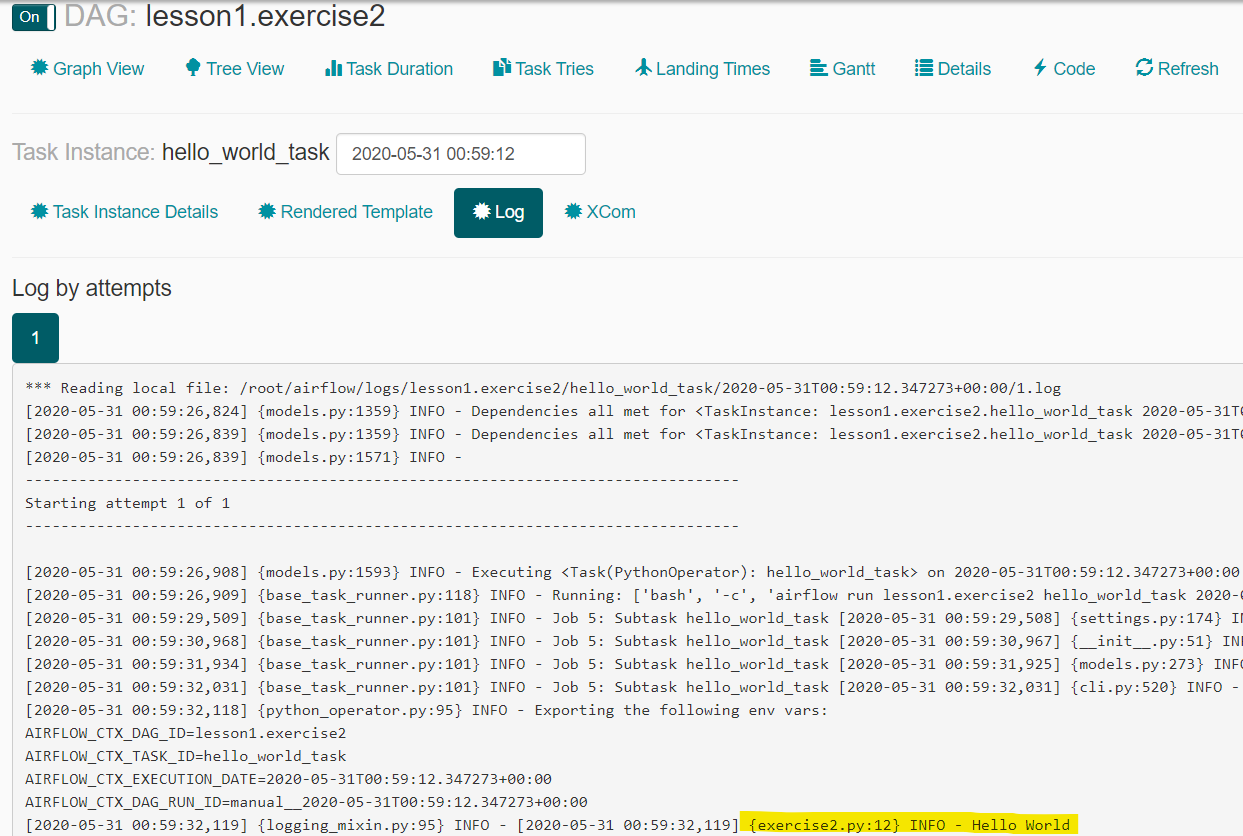 On DAG: lesson1.exercise2
Graph View Tree View Task Duration Task Tries Landing Times Gantt Details Code Refresh
Task Instance: hello_world_task 2020-05-31 00:59:12
Task Instance Details Rendered Template Log XCom
Log by attempts
1
*** Reading local file: /root/airflow/logs/lesson1.exercise2/hello_world_task/2020-05-31T00:59:12.347273+00:00/1.log
[2020-05-31 00:59:26,824] {models.py:1359} INFO - Dependencies all met for <TaskInstance: lesson1.exercise2.hello_world_task 2020-05-31T
[2020-05-31 00:59:26,839] {models.py:1359} INFO - Dependencies all met for <TaskInstance: lesson1.exercise2.hello_world_task 2020-05-31T
[2020-05-31 00:59:26,839] {models.py:1571} INFO -
--------------------------------------------------------------------------------
Starting attempt 1 of 1
--------------------------------------------------------------------------------
[2020-05-31 00:59:26,908] {models.py:1593} INFO - Executing <Task(PythonOperator): hello_world_task> on 2020-05-31T00:59:12.347273+00:00
[2020-05-31 00:59:26,909] {base_task_runner.py:118} INFO - Running: ['bash', '-c', 'airflow run lesson1.exercise2 hello_world_task 2020-
[2020-05-31 00:59:29,509] {base_task_runner.py:101} INFO - Job 5: Subtask hello_world_task [2020-05-31 00:59:29,508] {settings.py:174}
[2020-05-31 00:59:30,968] {base_task_runner.py:101} INFO - Job 5: Subtask hello_world_task [2020-05-31 00:59:30,967] {__init__.py:51}
[2020-05-31 00:59:31,934] {base_task_runner.py:101} INFO - Job 5: Subtask hello_world_task [2020-05-31 00:59:31,925] {models.py:273} INFO
[2020-05-31 00:59:32,031] {base_task_runner.py:101} INFO - Job 5: Subtask hello_world_task [2020-05-31 00:59:32,031] {cli.py:520} INFO -
[2020-05-31 00:59:32,118] {python_operator.py:95} INFO - Exporting the following env vars:
AIRFLOW_CTX_DAG_ID=lesson1.exercise2
AIRFLOW_CTX_TASK_ID=hello_world_task
AIRFLOW_CTX_EXECUTION_DATE=2020-05-31T00:59:12.347273+00:00
AIRFLOW_CTX_DAG_RUN_ID=manual__2020-05-31T00:59:12.347273+00:00
[2020-05-31 00:59:32,119] {logging_mixin.py:95} INFO - [2020-05-31 00:59:32,119] {exercise2.py:12} INFO - Hello World